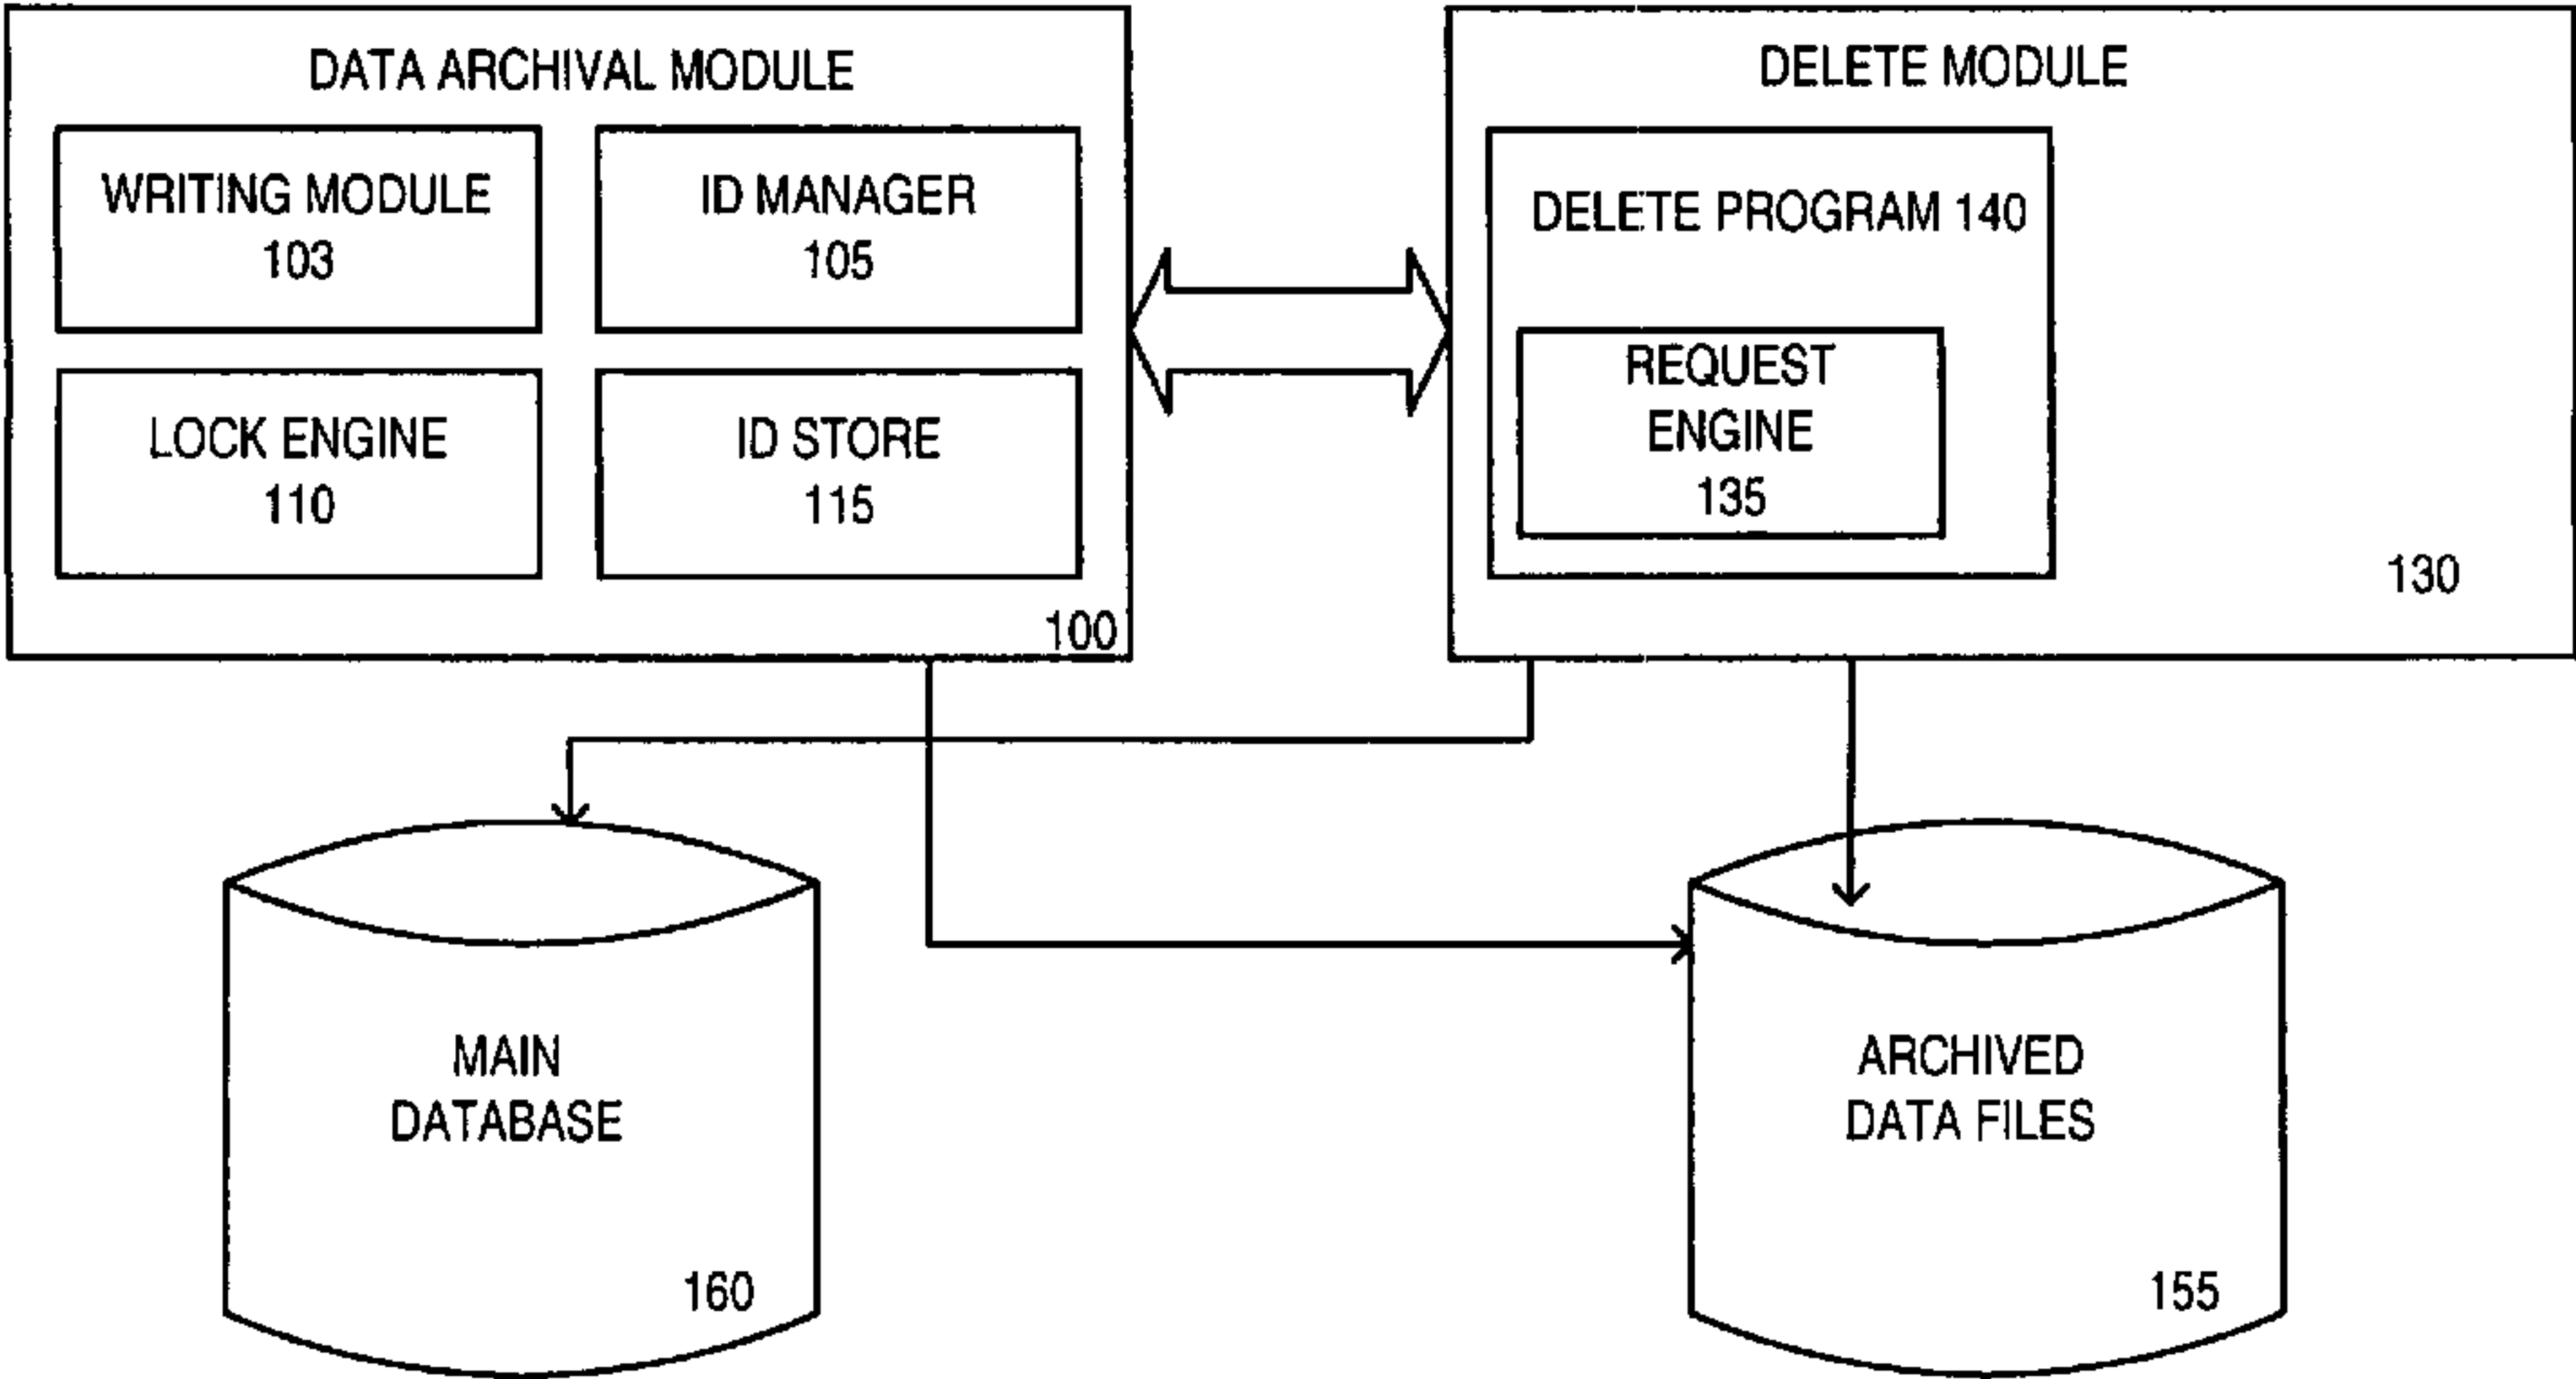 DATA ARCHIVAL MODULE
WRITING MODULE
103
ID MANAGER
105
LOCK ENGINE
110
ID STORE
115
100
DELETE MODULE
DELETE PROGRAM 140
REQUEST
ENGINE
135
130
MAIN
DATABASE
160
ARCHIVED
DATA FILES
155